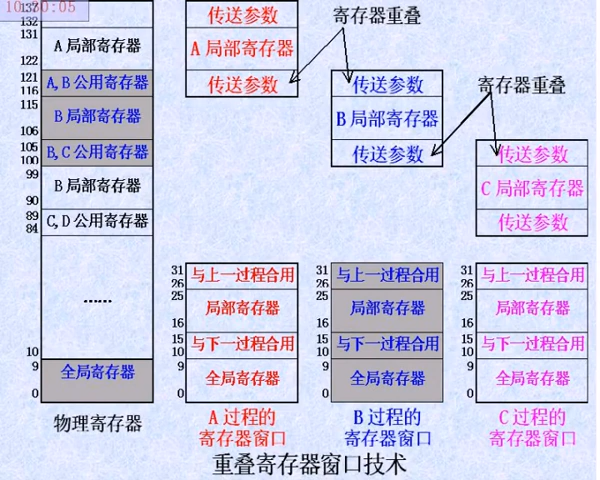 10:30:05
137
132
131
A局部寄存器
122
121
A,B公用寄存器
116
115
B局部寄存器
106
105
B,C公用寄存器
100
99
B局部寄存器
90
89
C,D公用寄存器
84
……
10
9
全局寄存器
0
物理寄存器
传送参数
A局部寄存器
传送参数
寄存器重叠
传送参数
B局部寄存器
传送参数
寄存器重叠
传送参数
C局部寄存器
传送参数
31
与上一过程合用
26
25
局部寄存器
16
15
与下一过程合用
10
9
全局寄存器
0
A过程的
寄存器窗口
31
与上一过程合用
26
25
局部寄存器
16
15
与下一过程合用
10
9
全局寄存器
0
B过程的
寄存器窗口
31
与上一过程合用
26
25
局部寄存器
16
15
与下一过程合用
10
9
全局寄存器
0
C过程的
寄存器窗口
重叠寄存器窗口技术